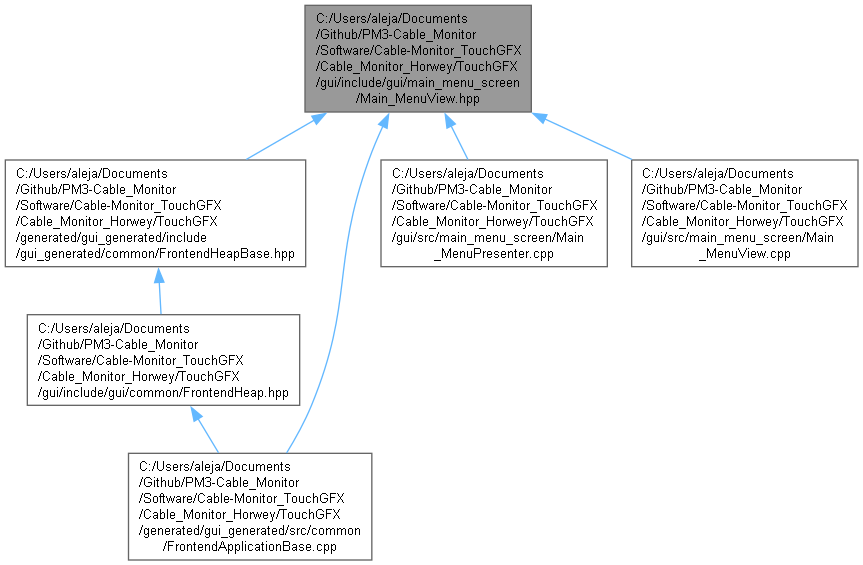 C:/Users/aleja/Documents
/Github/PM3-Cable_Monitor
/Software/Cable-Monitor_TouchGFX
/Cable_Monitor_Horwey/TouchGFX
/gui/include/gui/main_menu_screen
/Main_MenuView.hpp
C:/Users/aleja/Documents
/Github/PM3-Cable_Monitor
/Software/Cable-Monitor_TouchGFX
/Cable_Monitor_Horwey/TouchGFX
/generated/gui_generated/include
/gui_generated/common/FrontendHeapBase.hpp
C:/Users/aleja/Documents
/Github/PM3-Cable_Monitor
/Software/Cable-Monitor_TouchGFX
/Cable_Monitor_Horwey/TouchGFX
/gui/src/main_menu_screen/Main
_MenuPresenter.cpp
C:/Users/aleja/Documents
/Github/PM3-Cable_Monitor
/Software/Cable-Monitor_TouchGFX
/Cable_Monitor_Horwey/TouchGFX
/gui/src/main_menu_screen/Main
_MenuView.cpp
C:/Users/aleja/Documents
/Github/PM3-Cable_Monitor
/Software/Cable-Monitor_TouchGFX
/Cable_Monitor_Horwey/TouchGFX
/gui/include/gui/common/FrontendHeap.hpp
C:/Users/aleja/Documents
/Github/PM3-Cable_Monitor
/Software/Cable-Monitor_TouchGFX
/Cable_Monitor_Horwey/TouchGFX
/generated/gui_generated/src/common
/FrontendApplicationBase.cpp